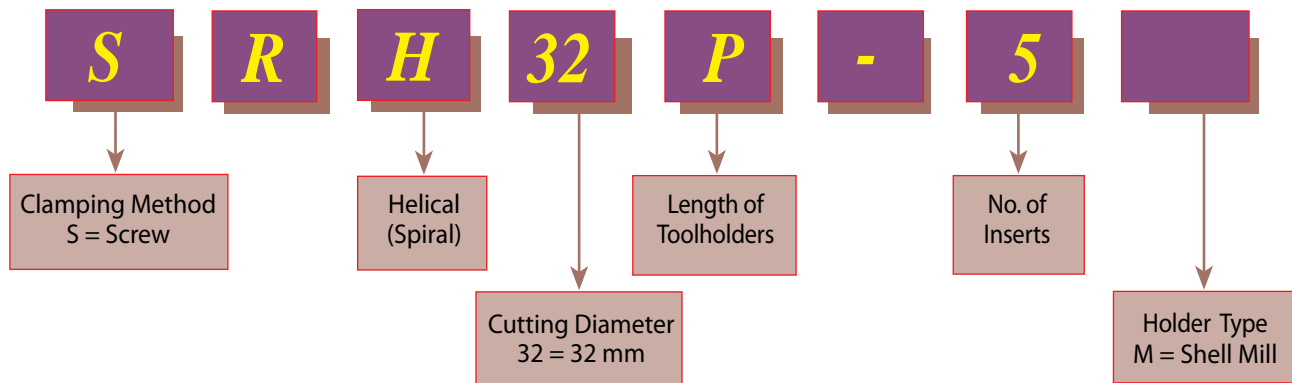 S R H 32 P - 5
Clamping Method
S = Screw
Helical
(Spiral)
Length of
Toolholders
No. of
Inserts
Cutting Diameter
32 = 32 mm
Holder Type
M = Shell Mill